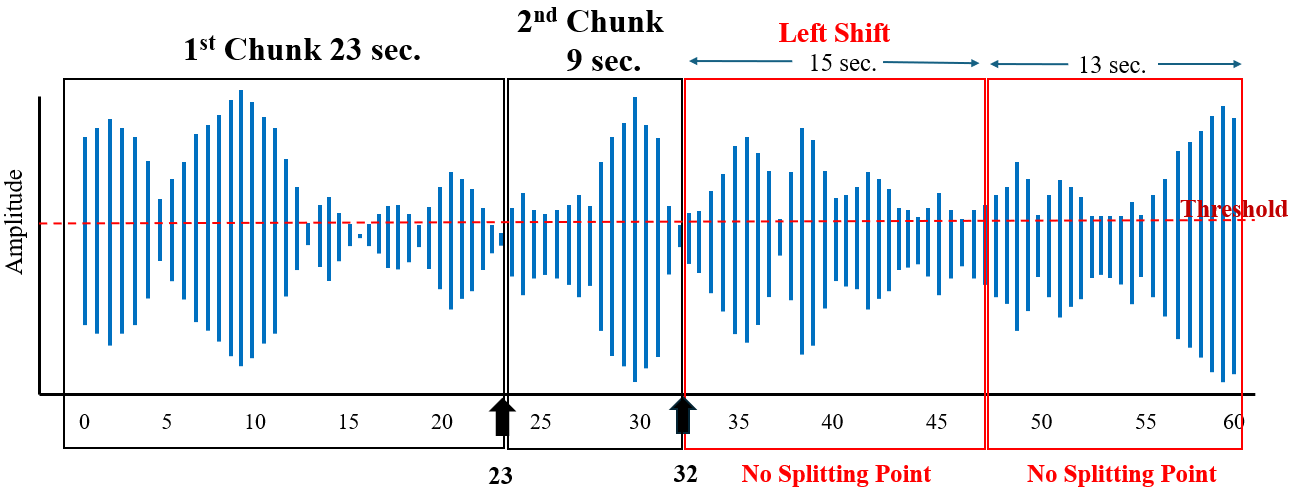 1st Chunk 23 sec.
2nd Chunk
9 sec.
Left Shift
15 sec.
13 sec.
Amplitude
Threshold
0 5 10 15 20 25 30 35 40 45 50 55 60
23
32
No Splitting Point
No Splitting Point